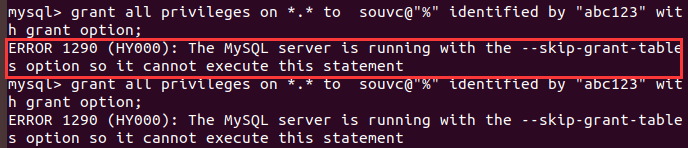 mysql> grant all privileges on *.* to  souvc@"%" identified by "abc123" wit
h grant option;
ERROR 1290 (HY000): The MySQL server is running with the --skip-grant-table
s option so it cannot execute this statement
mysql> grant all privileges on *.* to  souvc@"%" identified by "abc123" wit
h grant option;
ERROR 1290 (HY000): The MySQL server is running with the --skip-grant-table
s option so it cannot execute this statement